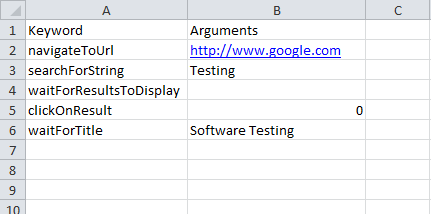 A B C
1 Keyword Arguments
2 navigateToUrl http://www.google.com
3 searchForString Testing
4 waitForResultsToDisplay
5 clickOnResult 0
6 waitForTitle Software Testing
7
8
9
10